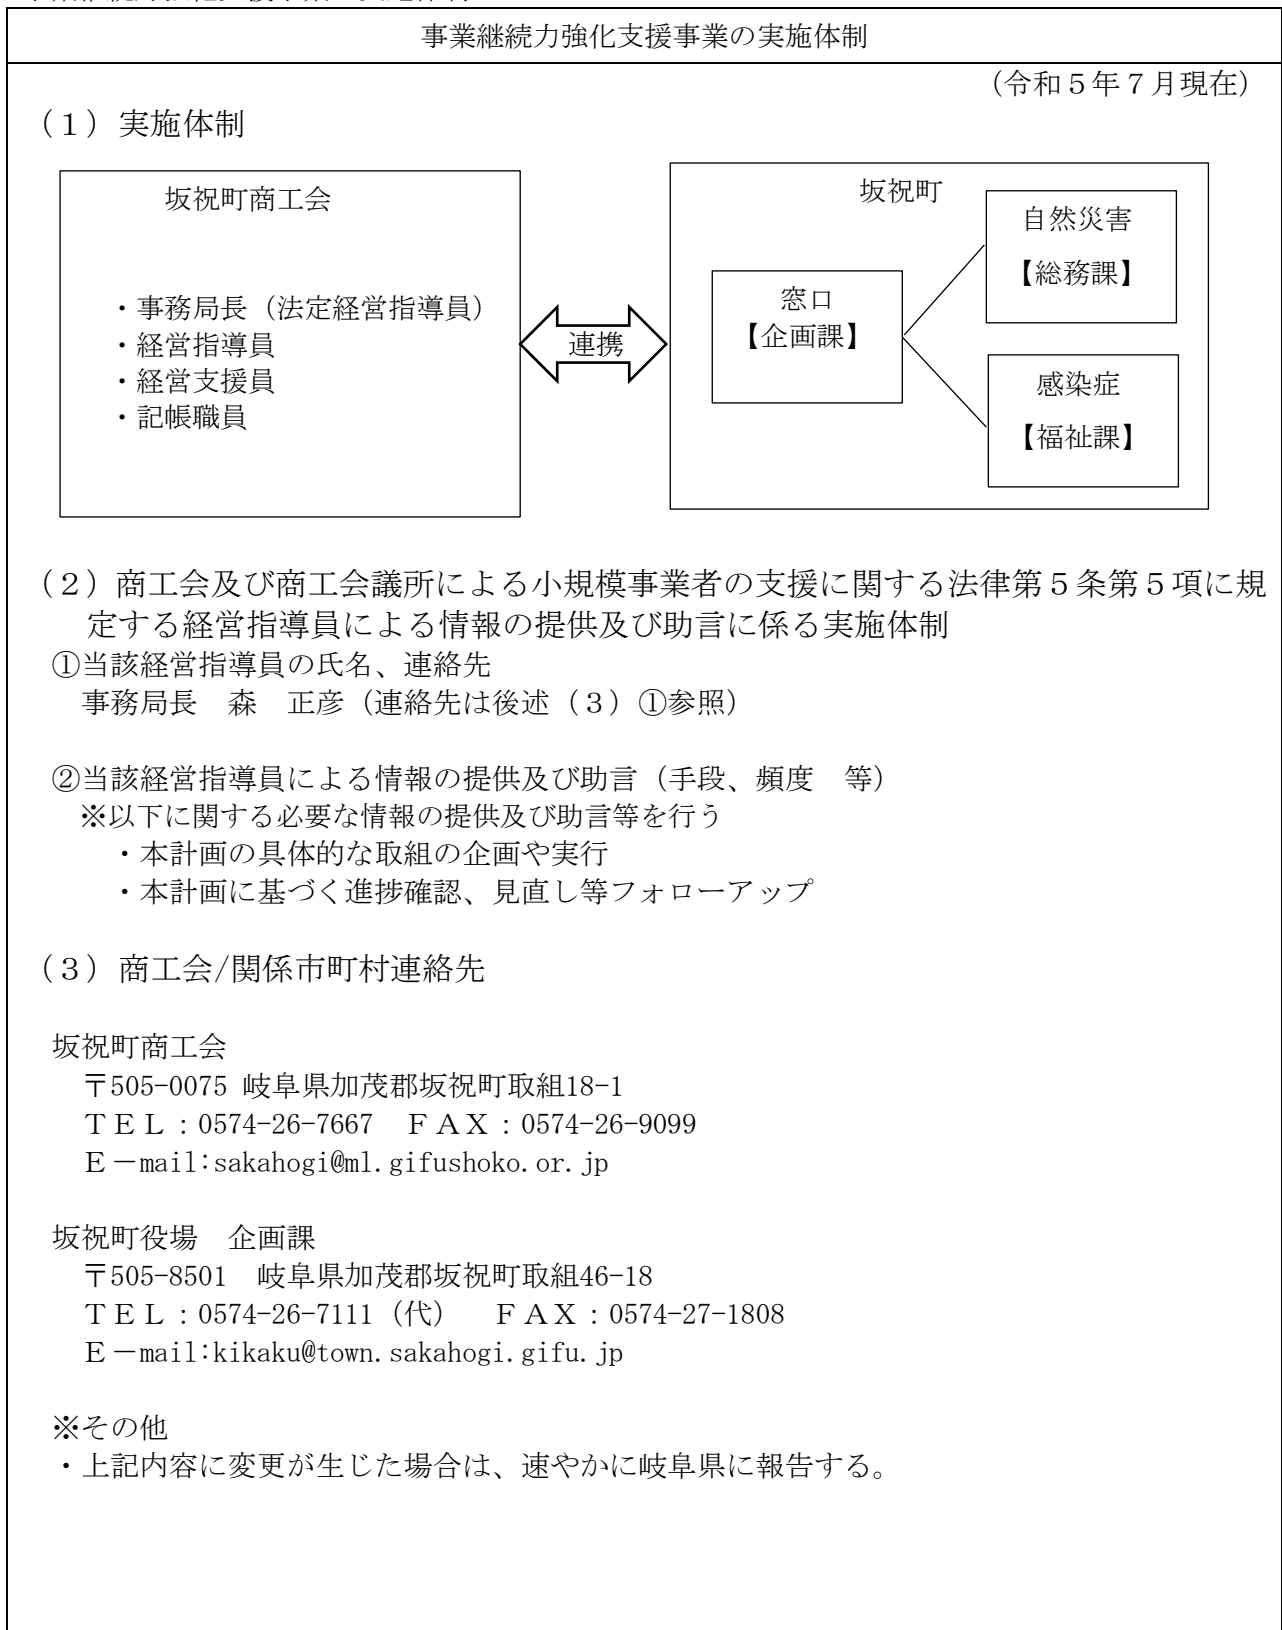 事業継続力強化支援事業の実施体制
（令和５年７月現在）
（１）実施体制
坂祝町商工会
・事務局長（法定経営指導員）
・経営指導員
・経営支援員
・記帳職員
連携
坂祝町
窓口
【企画課】
自然災害
【総務課】
感染症
【福祉課】
（２）商工会及び商工会議所による小規模事業者の支援に関する法律第５条第５項に規
定する経営指導員による情報の提供及び助言に係る実施体制
①当該経営指導員の氏名、連絡先
事務局長　森　正彦（連絡先は後述（３）①参照）
②当該経営指導員による情報の提供及び助言（手段、頻度　等）
※以下に関する必要な情報の提供及び助言等を行う
・本計画の具体的な取組の企画や実行
・本計画に基づく進捗確認、見直し等フォローアップ
（３）商工会/関係市町村連絡先
坂祝町商工会
〒505-0075 岐阜県加茂郡坂祝町取組18-1
ＴＥＬ：0574-26-7667　ＦＡＸ：0574-26-9099
Ｅ－mail:sakahogi@ml.gifushoko.or.jp
坂祝町役場　企画課
〒505-8501　岐阜県加茂郡坂祝町取組46-18
ＴＥＬ：0574-26-7111（代）　ＦＡＸ：0574-27-1808
Ｅ－mail:kikaku@town.sakahogi.gifu.jp
※その他
・上記内容に変更が生じた場合は、速やかに岐阜県に報告する。